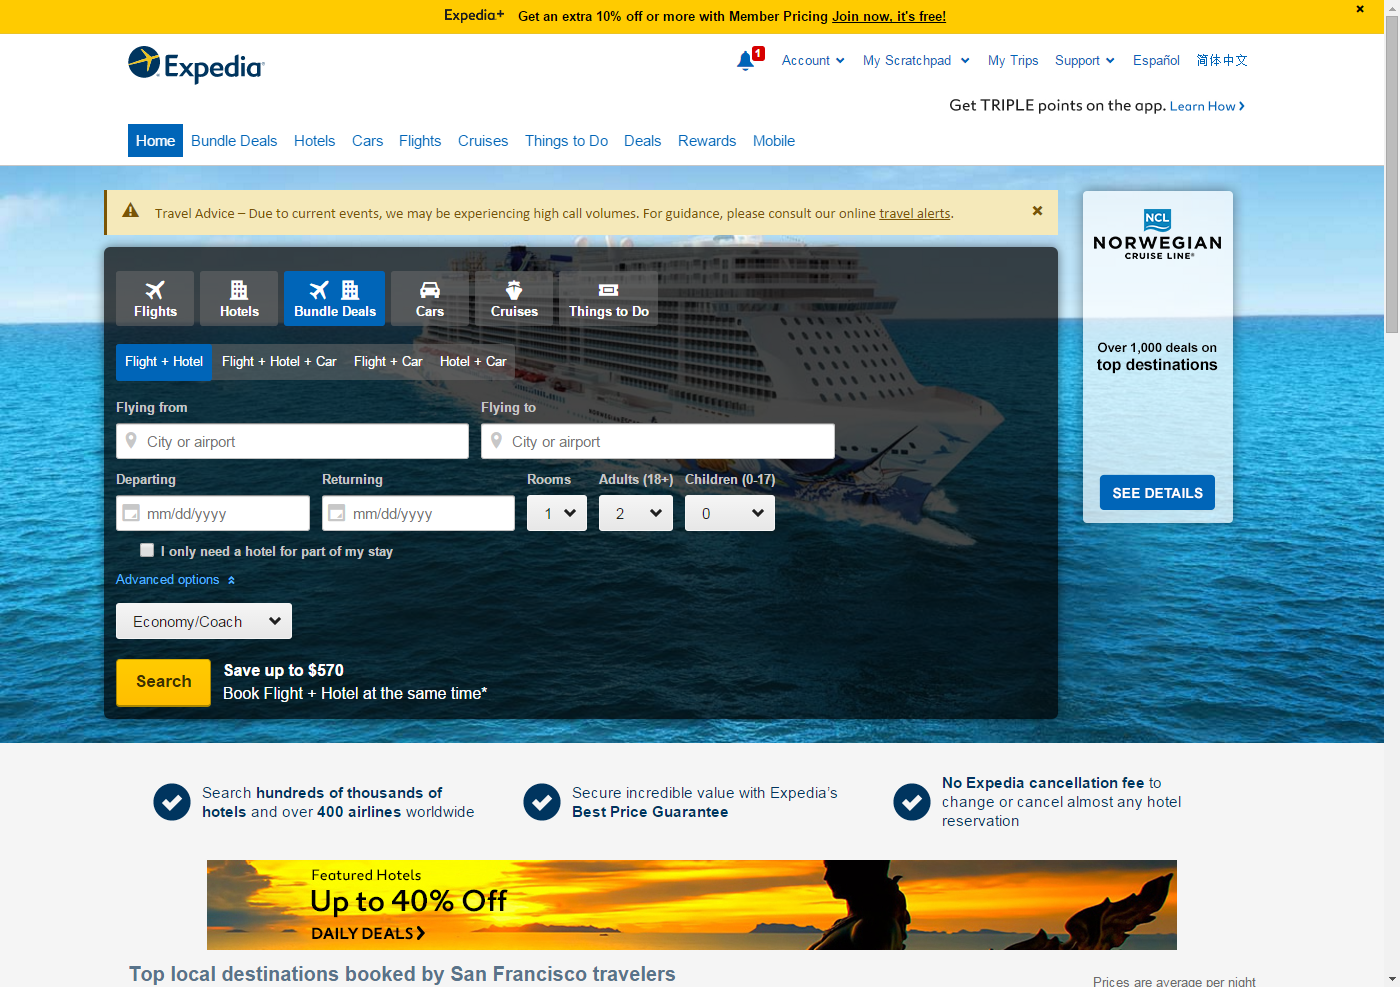 Expedia+ Get an extra 10% off or more with Member Pricing Join now, it's free!
Expedia
1
Account My Scratchpad My Trips Support Español 简体中文
Get TRIPLE points on the app. Learn How
Home Bundle Deals Hotels Cars Flights Cruises Things to Do Deals Rewards Mobile
Travel Advice – Due to current events, we may be experiencing high call volumes. For guidance, please consult our online travel alerts.
Flights Hotels Bundle Deals Cars Cruises Things to Do
Flight + Hotel Flight + Hotel + Car Flight + Car Hotel + Car
Flying from Flying to
City or airport City or airport
Departing Returning Rooms Adults (18+) Children (0-17)
mm/dd/yyyy mm/dd/yyyy 1 2 0
I only need a hotel for part of my stay
Advanced options
Economy/Coach
Search
Save up to $570
Book Flight + Hotel at the same time*
NCL
NORWEGIAN
CRUISE LINE®
Over 1,000 deals on
top destinations
SEE DETAILS
Search hundreds of thousands of
hotels and over 400 airlines worldwide
Secure incredible value with Expedia's
Best Price Guarantee
No Expedia cancellation fee to
change or cancel almost any hotel
reservation
Featured Hotels
Up to 40% Off
DAILY DEALS
Top local destinations booked by San Francisco travelers
Prices are average per night